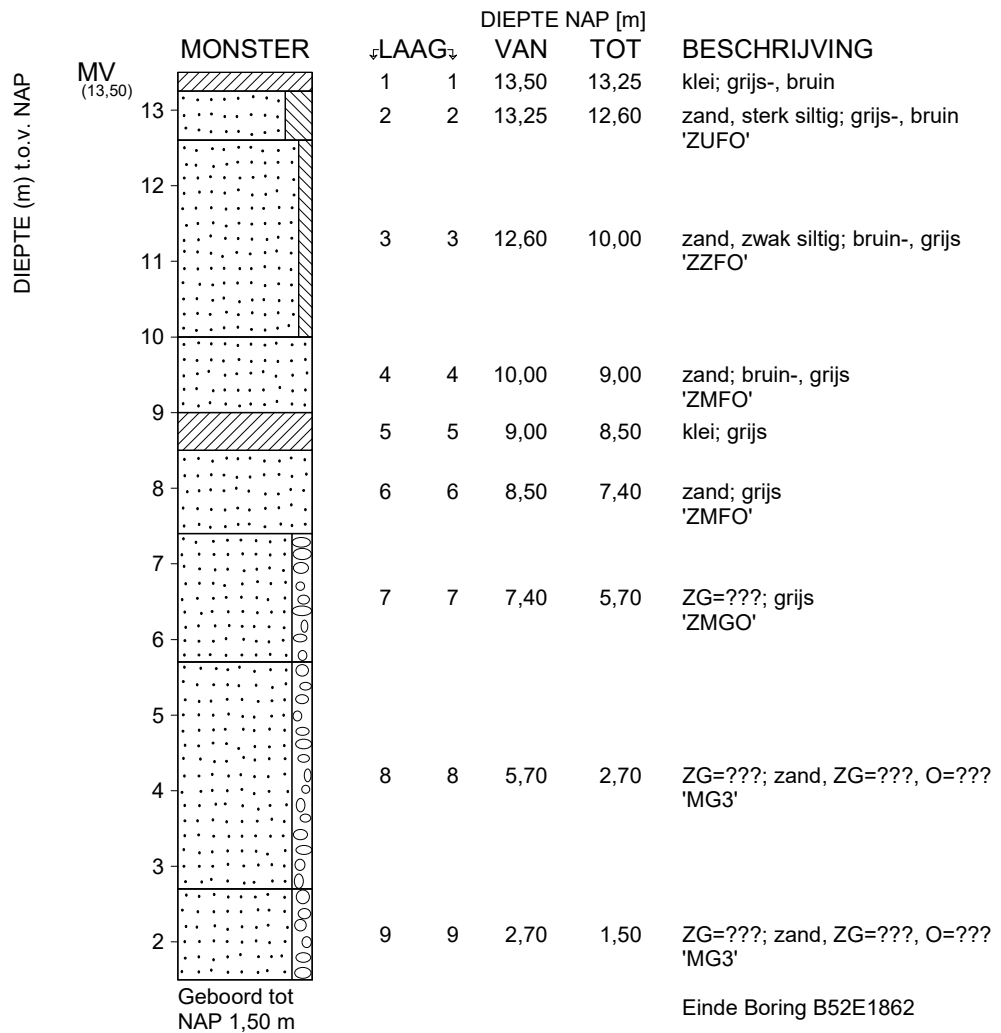 DIEPTE NAP [m]
MONSTER LAAG VAN TOT BESCHRIJVING
DIEPTE (m) t.o.v. NAP
MV
(13,50)
1 1 13,50 13,25 klei; grijs-, bruin
13
2 2 13,25 12,60 zand, sterk siltig; grijs-, bruin
'ZUFO'
12
3 3 12,60 10,00 zand, zwak siltig; bruin-, grijs
'ZZFO'
11
10
4 4 10,00 9,00 zand; bruin-, grijs
'ZMFO'
9
5 5 9,00 8,50 klei; grijs
8
6 6 8,50 7,40 zand; grijs
'ZMFO'
7
7 7 7,40 5,70 ZG=???; grijs
'ZMGO'
6
5
8 8 5,70 2,70 ZG=???; zand, ZG=???, O=???
'MG3'
4
3
2
9 9 2,70 1,50 ZG=???; zand, ZG=???, O=???
'MG3'
Geboord tot
NAP 1,50 m
Einde Boring B52E1862